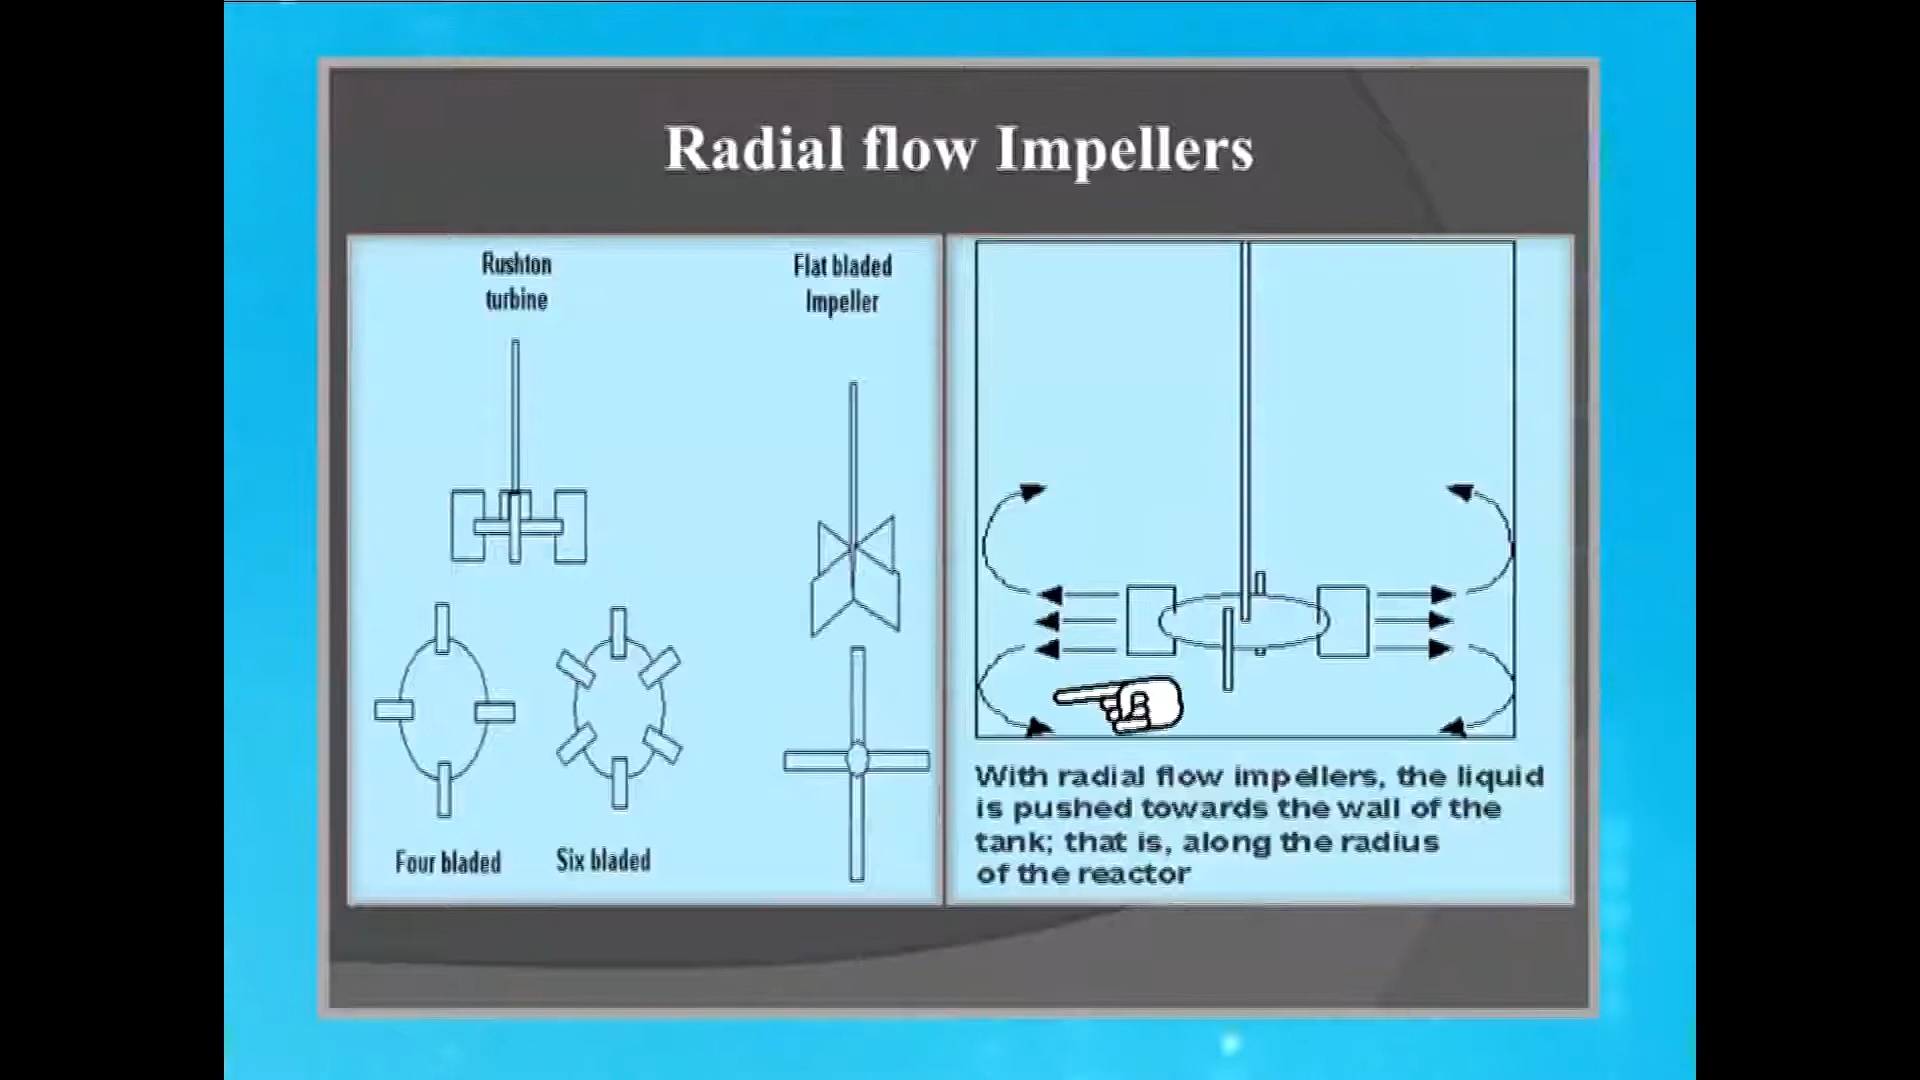 Radial flow Impellers
Rushton
turbine
Flat bladed
Impeller
Four bladed
Six bladed
With radial flow impellers, the liquid
is pushed towards the wall of the
tank; that is, along the radius
of the reactor